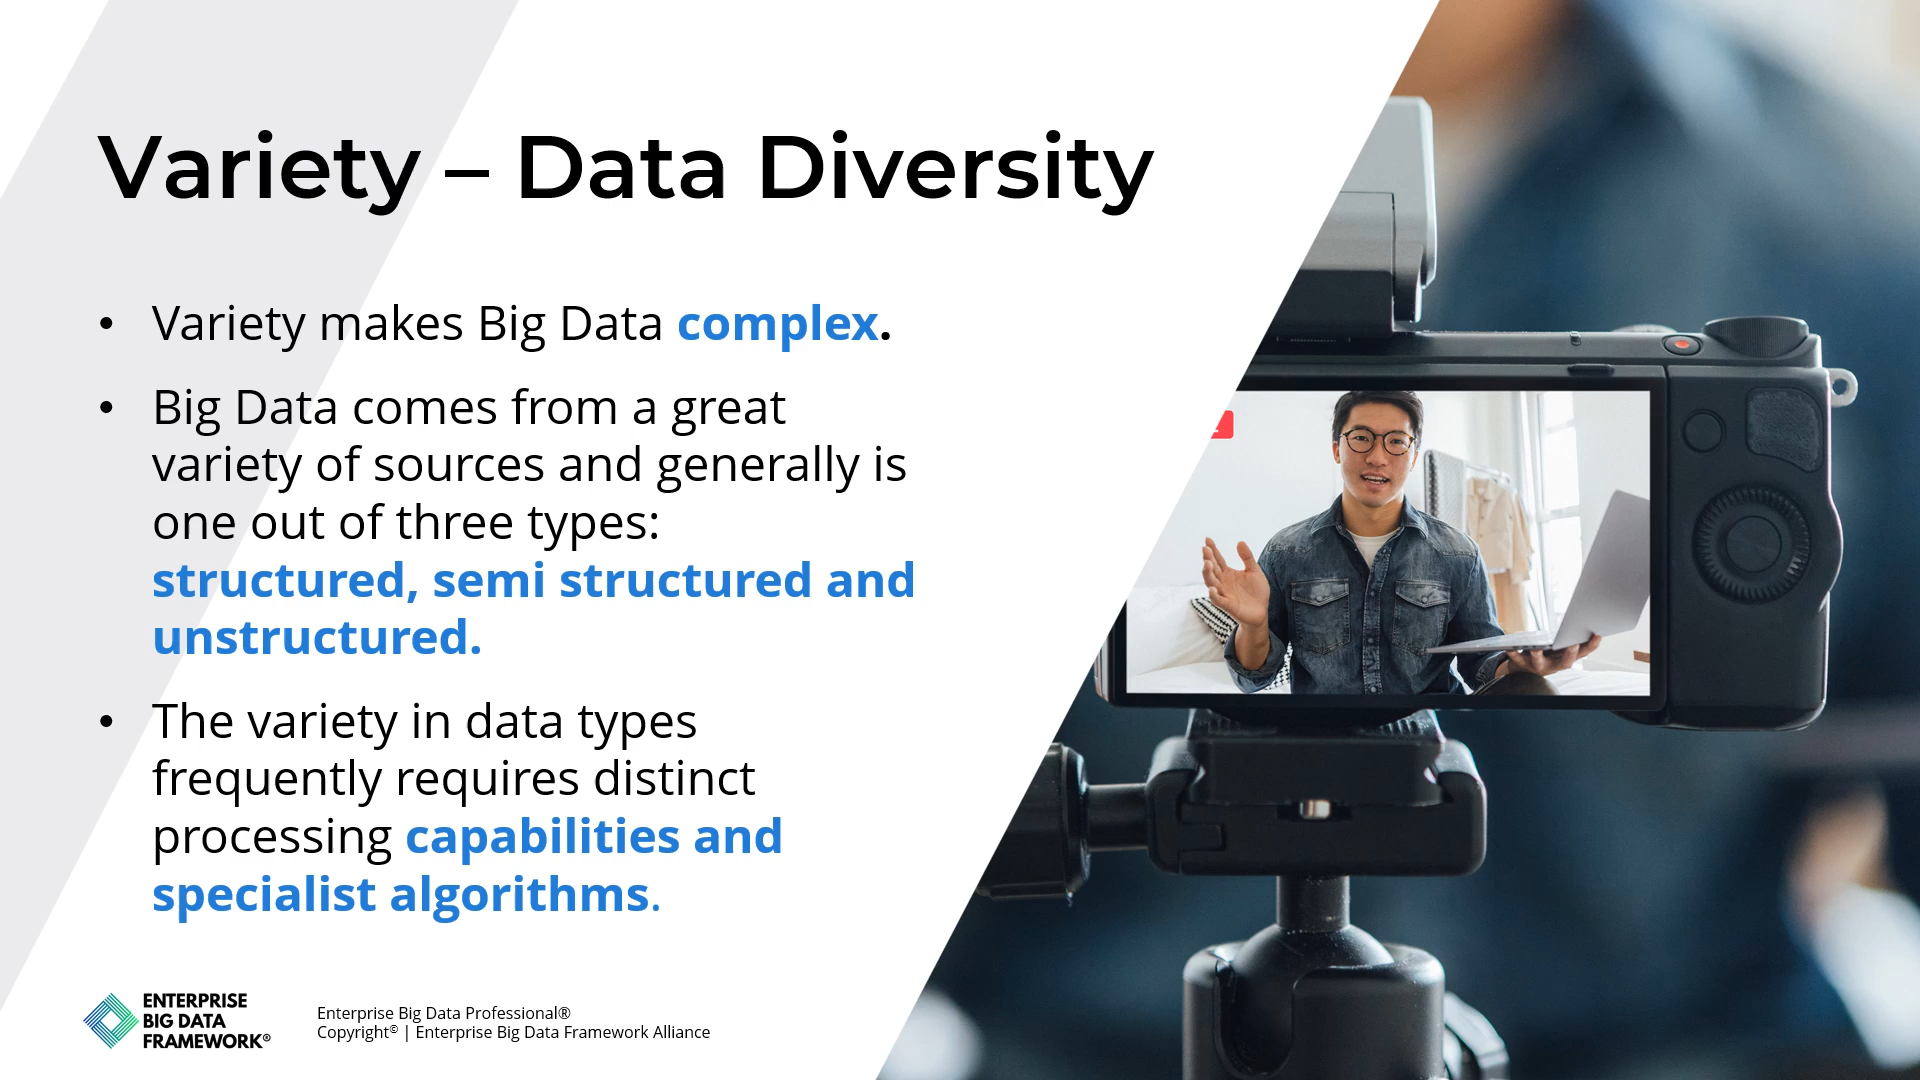 Variety – Data Diversity
• Variety makes Big Data complex.
• Big Data comes from a great
variety of sources and generally is
one out of three types:
structured, semi structured and
unstructured.
• The variety in data types
frequently requires distinct
processing capabilities and
specialist algorithms.
ENTERPRISE
BIG DATA
FRAMEWORK®
Enterprise Big Data Professional®
Copyright© | Enterprise Big Data Framework Alliance